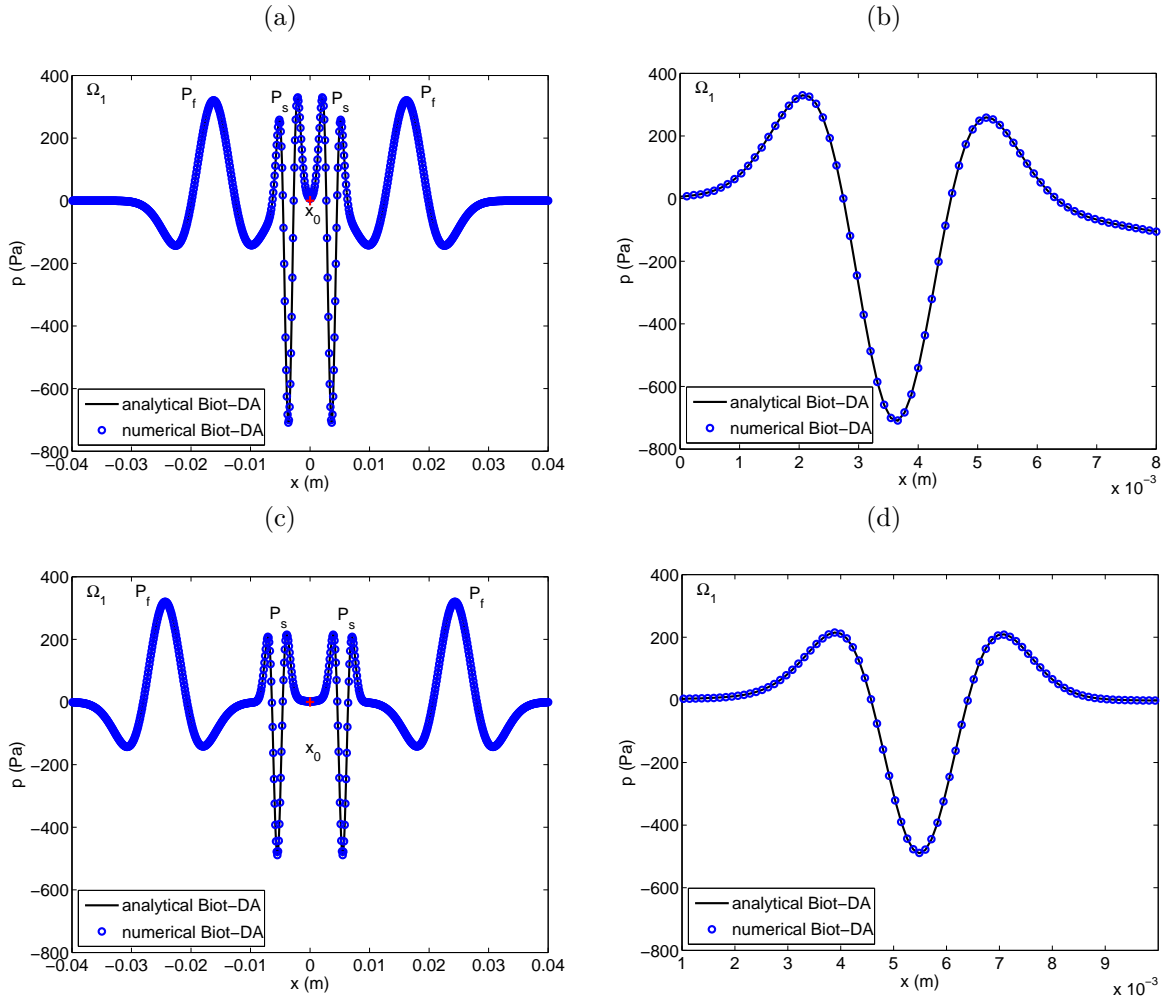 (a)
(b)
Ω1
Pf
Ps
Ps
Pf
x0
400
200
0
−200
−400
−600
−800
p (Pa)
analytical Biot−DA
numerical Biot−DA
−0.04 −0.03 −0.02 −0.01 0 0.01 0.02 0.03 0.04
x (m)
Ω1
400
200
0
−200
−400
−600
−800
p (Pa)
analytical Biot−DA
numerical Biot−DA
0 1 2 3 4 5 6 7 8
x (m)
x 10−3
(c)
(d)
Ω1
Pf
Ps
Ps
Pf
x0
400
200
0
−200
−400
−600
−800
p (Pa)
analytical Biot−DA
numerical Biot−DA
−0.04 −0.03 −0.02 −0.01 0 0.01 0.02 0.03 0.04
x (m)
Ω1
400
200
0
−200
−400
−600
−800
p (Pa)
analytical Biot−DA
numerical Biot−DA
1 2 3 4 5 6 7 8 9
x (m)
x 10−3